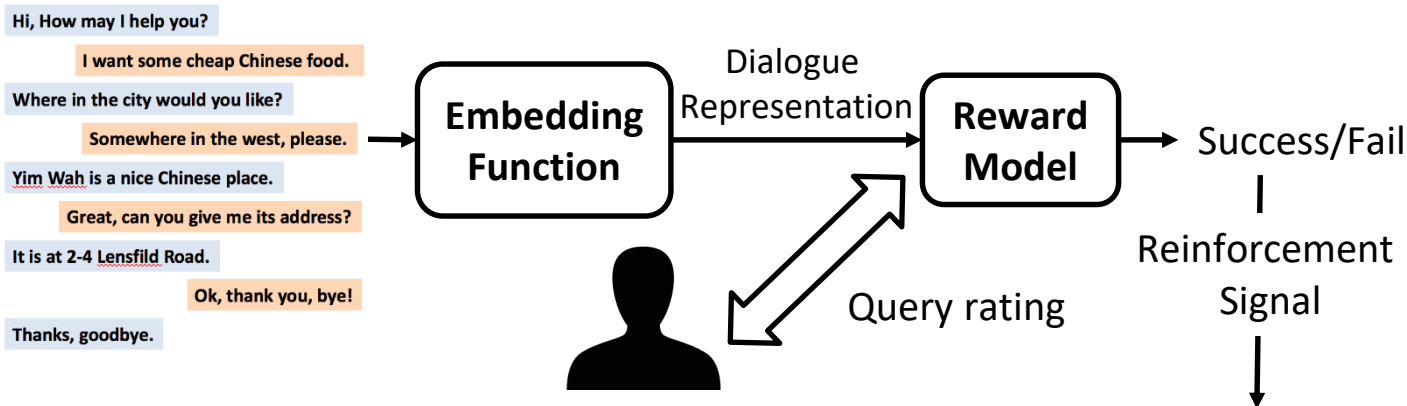 Hi, How may I help you?
I want some cheap Chinese food.
Where in the city would you like?
Somewhere in the west, please.
Yim Wah is a nice Chinese place.
Great, can you give me its address?
It is at 2-4 Lensfild Road.
Ok, thank you, bye!
Thanks, goodbye.
Embedding
Function
Dialogue
Representation
Reward
Model
Success/Fail
Query rating
Reinforcement
Signal